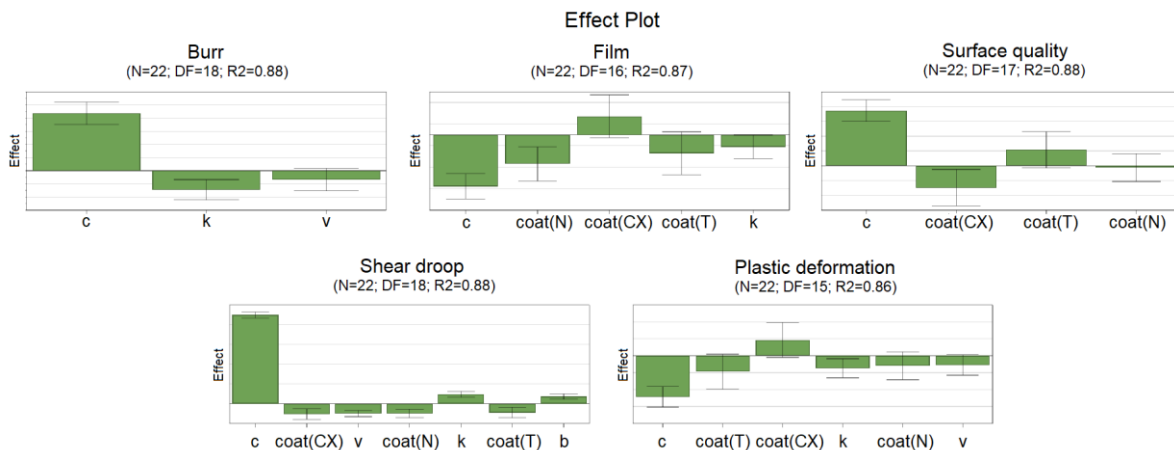 Effect Plot
Burr
(N=22; DF=18; R2=0.88)
Effect
c k v
Film
(N=22; DF=16; R2=0.87)
Effect
c coat(N) coat(CX) coat(T) k
Surface quality
(N=22; DF=17; R2=0.88)
Effect
c coat(CX) coat(T) coat(N)
Shear droop
(N=22; DF=18; R2=0.88)
Effect
c coat(CX) v coat(N) k coat(T) b
Plastic deformation
(N=22; DF=15; R2=0.86)
Effect
c coat(T) coat(CX) k coat(N) v